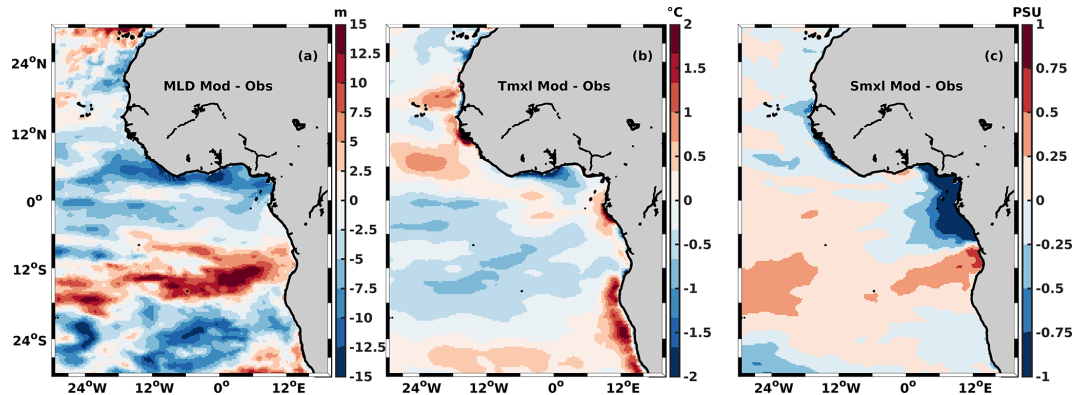 m
(a)
MLD Mod - Obs
24°N
12°N
0°
12°S
24°S
24°W
12°W
0°
12°E
15
12.5
10
7.5
5
2.5
0
-2.5
-5
-7.5
-10
-12.5
-15
°C
(b)
Tmxl Mod - Obs
24°W
12°W
0°
12°E
2
1.5
1
0.5
0
-0.5
-1
-1.5
-2
PSU
(c)
Smxl Mod - Obs
24°W
12°W
0°
12°E
1
0.75
0.5
0.25
0
-0.25
-0.5
-0.75
-1